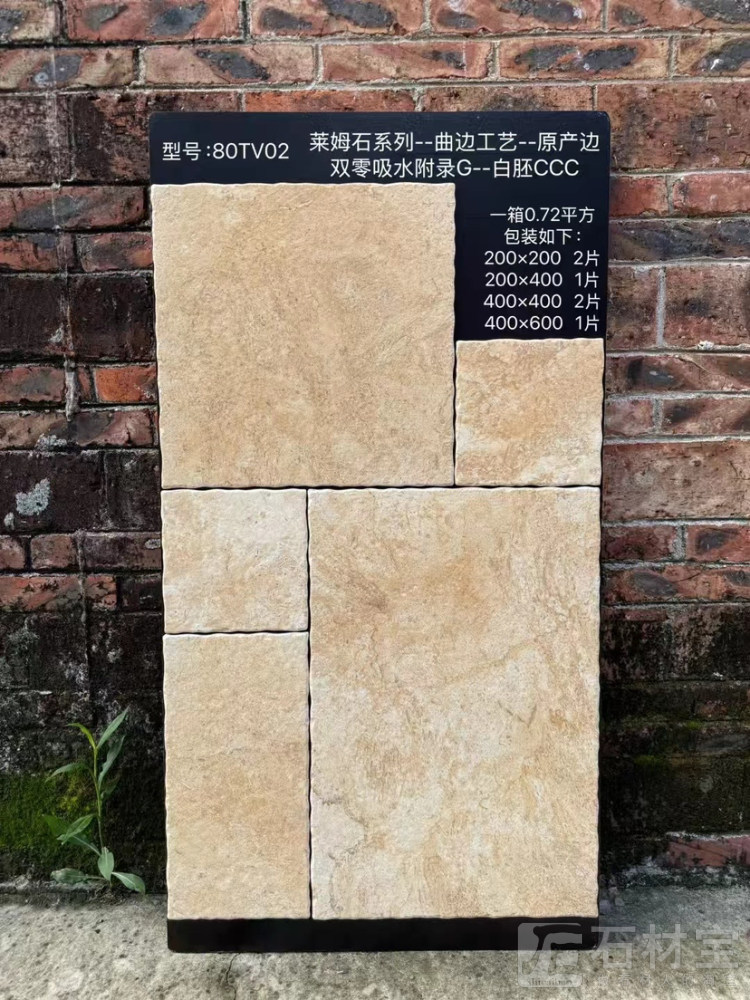 型号:80TV02
莱姆石系列--曲边工艺--原产边
双零吸水附录G--白胚CCC
一箱0.72平方
包装如下:
200×200 2片
200×400 1片
400×400 2片
400×600 1片
石材宝